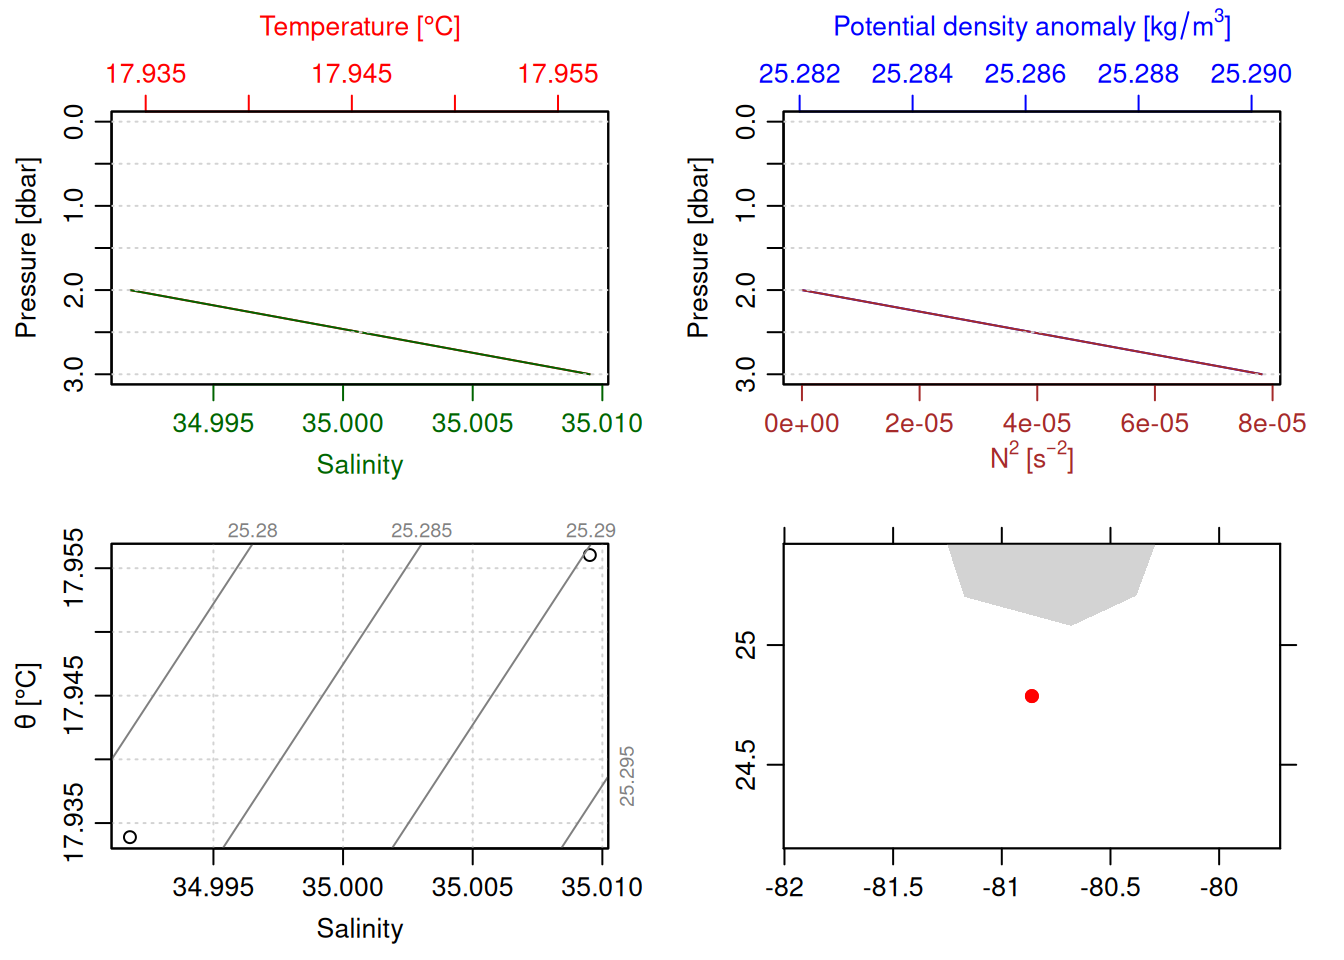 Temperature [°C]
17.935 17.945 17.955
Pressure [dbar]
0.0 1.0 2.0 3.0
34.995 35.000 35.005 35.010
Salinity
Potential density anomaly [kg/m³]
25.282 25.284 25.286 25.288 25.290
Pressure [dbar]
0.0 1.0 2.0 3.0
0e+00 2e-05 4e-05 6e-05 8e-05
N² [s⁻²]
25.28 25.285 25.29
25.295
θ [°C]
17.955 17.945 17.935
34.995 35.000 35.005 35.010
Salinity
25
24.5
-82 -81.5 -81 -80.5 -80